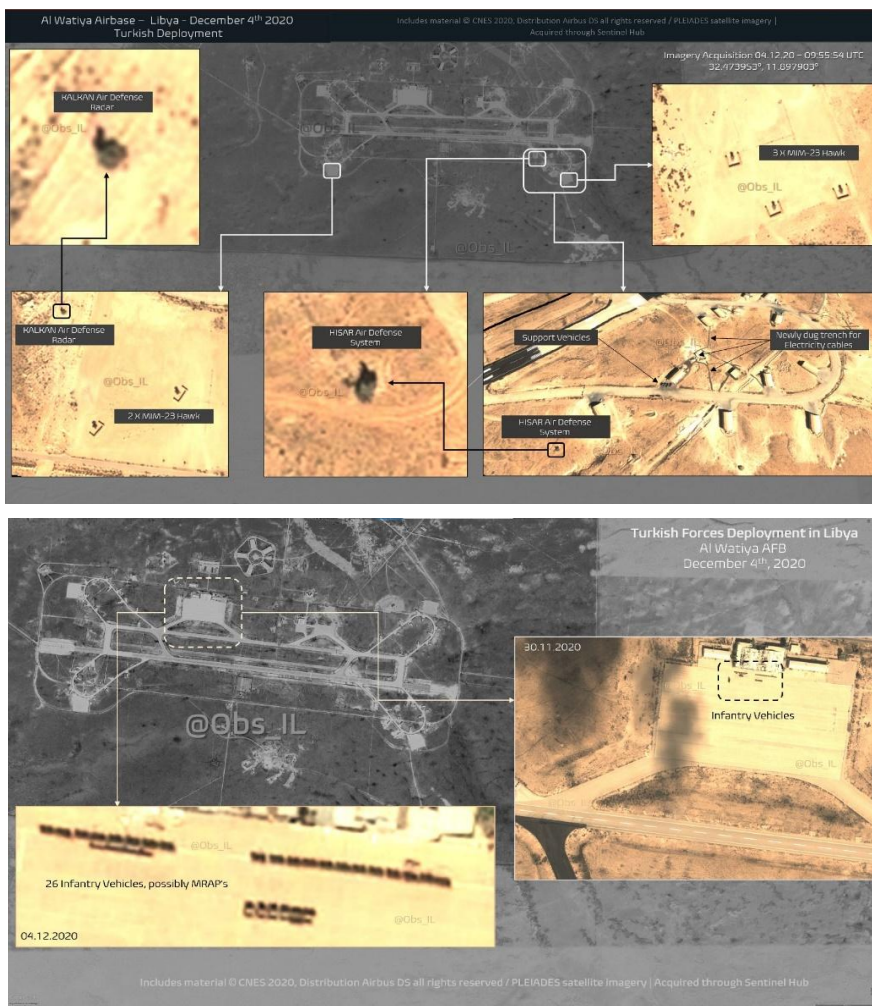 Al Watiya Airbase – Libya - December 4th 2020
Turkish Deployment
Includes material © CNES 2020, Distribution Airbus DS all rights reserved / PLEIADES satellite imagery |
Acquired through Sentinel Hub
Imagery Acquisition 04.12.20 – 09:55:54 UTC
32.473953°, 11.897903°
KALKAN Air Defense
Radar
@Obs_IL
@Obs_IL
3 X MIM-23 Hawk
@Obs_IL
@Obs_IL
KALKAN Air Defense
Radar
@Obs_IL
2 X MIM-23 Hawk
HISAR Air Defense
System
@Obs_IL
Support Vehicles
Newly dug trench for
Electricity cables
@Obs_IL
HISAR Air Defense
System
@Obs_IL
Turkish Forces Deployment in Libya
Al Watiya AFB
December 4th, 2020
@Obs_IL
30.11.2020
@Obs_IL
Infantry Vehicles
@Obs_IL
@Obs_IL
@Obs_IL
26 Infantry Vehicles, possibly MRAP's
@Obs_IL
04.12.2020
Includes material © CNES 2020, Distribution Airbus DS all rights reserved / PLEIADES satellite imagery | Acquired through Sentinel Hub